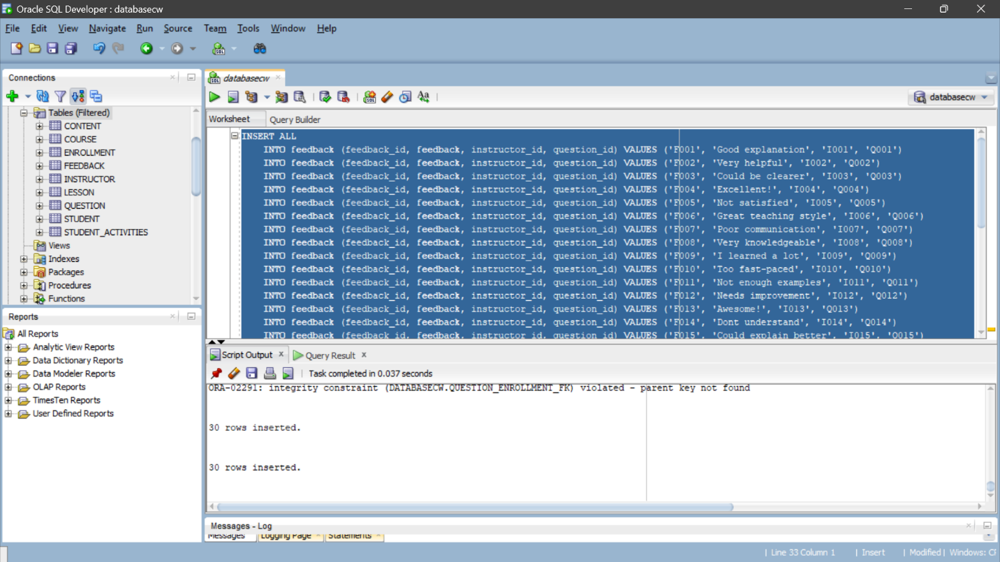 Oracle SQL Developer : databasecw
File Edit View Navigate Run Source Team Tools Window Help
Connections
Tables (Filtered)
CONTENT
COURSE
ENROLLMENT
FEEDBACK
INSTRUCTOR
LESSON
QUESTION
STUDENT
STUDENT_ACTIVITIES
Views
Indexes
Packages
Procedures
Functions
Reports
All Reports
Analytic View Reports
Data Dictionary Reports
Data Modeler Reports
OLAP Reports
TimesTen Reports
User Defined Reports
databasecw
databasecw
Worksheet Query Builder
INSERT ALL
INTO feedback (feedback_id, feedback, instructor_id, question_id) VALUES ('F001', 'Good explanation', 'I001', 'Q001')
INTO feedback (feedback_id, feedback, instructor_id, question_id) VALUES ('F002', 'Very helpful', 'I002', 'Q002')
INTO feedback (feedback_id, feedback, instructor_id, question_id) VALUES ('F003', 'Could be clearer', 'I003', 'Q003')
INTO feedback (feedback_id, feedback, instructor_id, question_id) VALUES ('F004', 'Excellent!', 'I004', 'Q004')
INTO feedback (feedback_id, feedback, instructor_id, question_id) VALUES ('F005', 'Not satisfied', 'I005', 'Q005')
INTO feedback (feedback_id, feedback, instructor_id, question_id) VALUES ('F006', 'Great teaching style', 'I006', 'Q006')
INTO feedback (feedback_id, feedback, instructor_id, question_id) VALUES ('F007', 'Poor communication', 'I007', 'Q007')
INTO feedback (feedback_id, feedback, instructor_id, question_id) VALUES ('F008', 'Very knowledgeable', 'I008', 'Q008')
INTO feedback (feedback_id, feedback, instructor_id, question_id) VALUES ('F009', 'I learned a lot', 'I009', 'Q009')
INTO feedback (feedback_id, feedback, instructor_id, question_id) VALUES ('F010', 'Too fast-paced', 'I010', 'Q010')
INTO feedback (feedback_id, feedback, instructor_id, question_id) VALUES ('F011', 'Not enough examples', 'I011', 'Q011')
INTO feedback (feedback_id, feedback, instructor_id, question_id) VALUES ('F012', 'Needs improvement', 'I012', 'Q012')
INTO feedback (feedback_id, feedback, instructor_id, question_id) VALUES ('F013', 'Awesome!', 'I013', 'Q013')
INTO feedback (feedback_id, feedback, instructor_id, question_id) VALUES ('F014', 'Dont understand', 'I014', 'Q014')
INTO feedback (feedback_id, feedback, instructor_id, question_id) VALUES ('F015', 'Could explain better', 'I015', 'Q015')
Script Output Query Result
Task completed in 0.037 seconds
ORA-02291: integrity constraint (DATABASECW.QUESTION_ENROLLMENT_FK) violated - parent key not found
30 rows inserted.
30 rows inserted.
Messages - Log
Messages Logging Page Statements
Line 33 Column 1 | Insert | Modified | Windows: CR